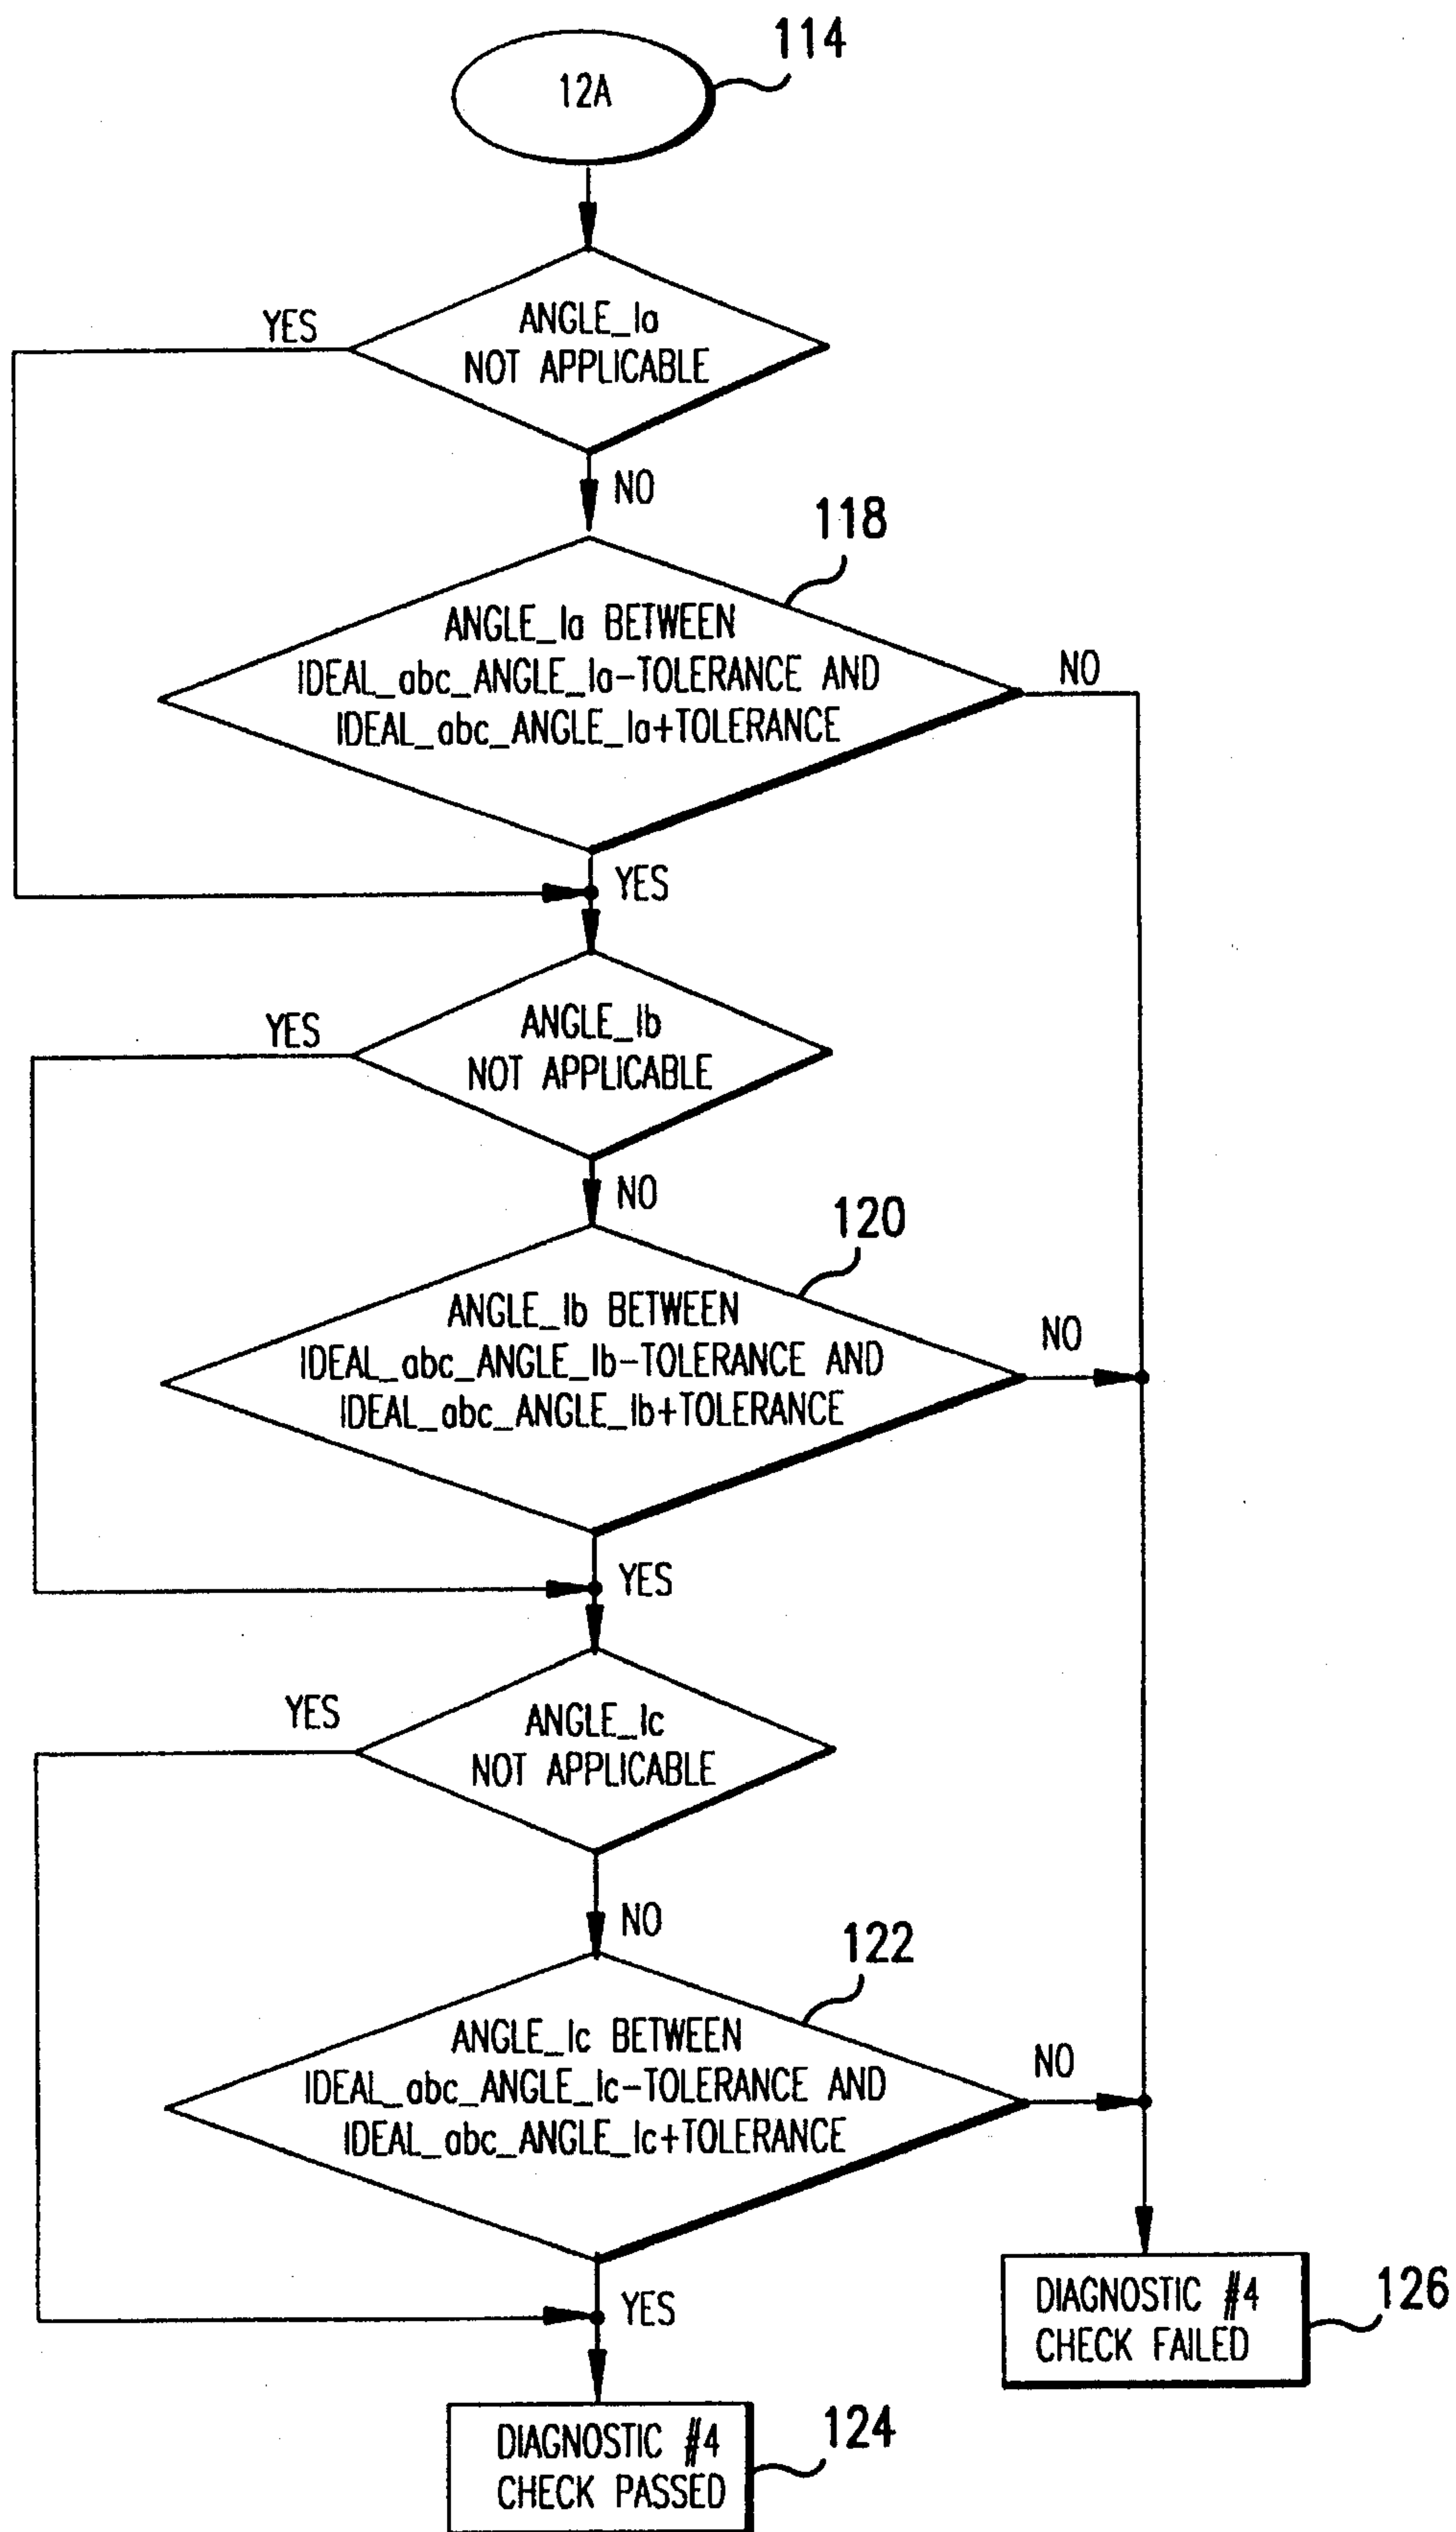 114
12A
YES
ANGLE_Ia
NOT APPLICABLE
NO
118
ANGLE_Ia BETWEEN
IDEAL_abc_ANGLE_Ia-TOLERANCE AND
IDEAL_abc_ANGLE_Ia+TOLERANCE
NO
YES
YES
ANGLE_Ib
NOT APPLICABLE
NO
120
ANGLE_Ib BETWEEN
IDEAL_abc_ANGLE_Ib-TOLERANCE AND
IDEAL_abc_ANGLE_Ib+TOLERANCE
NO
YES
YES
ANGLE_Ic
NOT APPLICABLE
NO
122
ANGLE_Ic BETWEEN
IDEAL_abc_ANGLE_Ic-TOLERANCE AND
IDEAL_abc_ANGLE_Ic+TOLERANCE
NO
YES
DIAGNOSTIC #4
CHECK FAILED
126
DIAGNOSTIC #4
CHECK PASSED
124